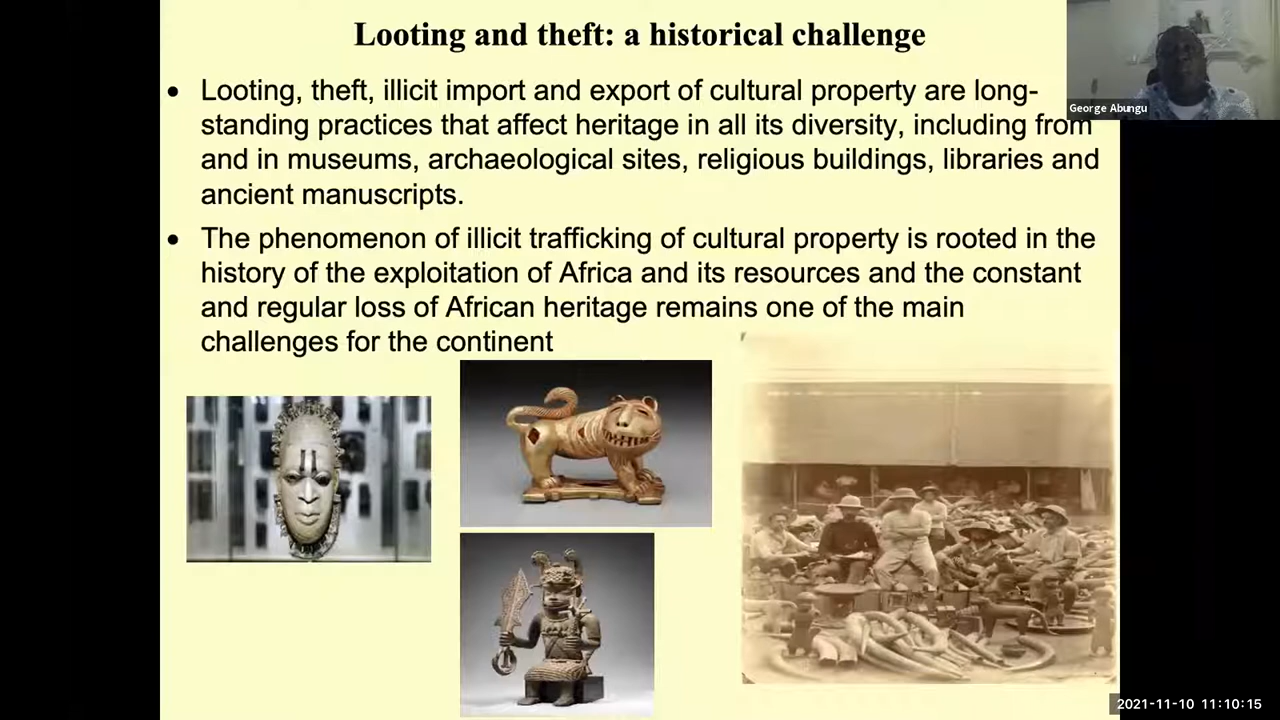 Looting and theft: a historical challenge
• Looting, theft, illicit import and export of cultural property are long-
standing practices that affect heritage in all its diversity, including from
and in museums, archaeological sites, religious buildings, libraries and
ancient manuscripts.
• The phenomenon of illicit trafficking of cultural property is rooted in the
history of the exploitation of Africa and its resources and the constant
and regular loss of African heritage remains one of the main
challenges for the continent
George Abungu
2021-11-10 11:10:15